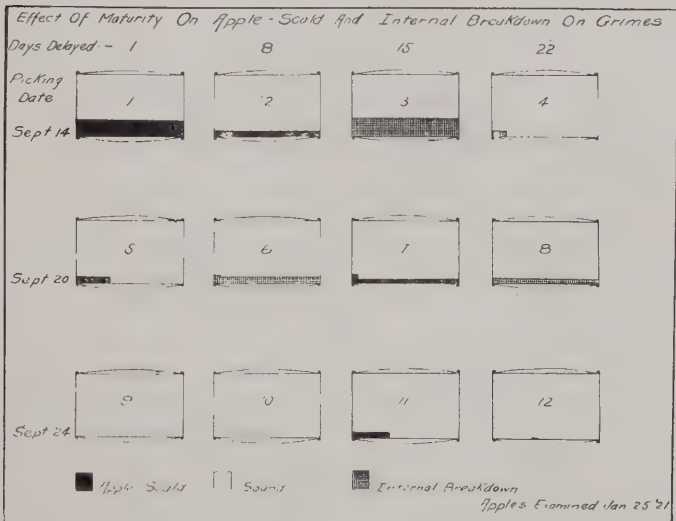 Effect Of Maturity On Apple-Scald And Internal Breakdown On Grimes
Days Delayed - 1 8 15 22
Picking
Date
1 2 3 4
Sept 14
5 6 7 8
Sept 20
9 10 11 12
Sept 24
Apple Scald Sound Internal Breakdown
Apples Examined Jan 25 '21